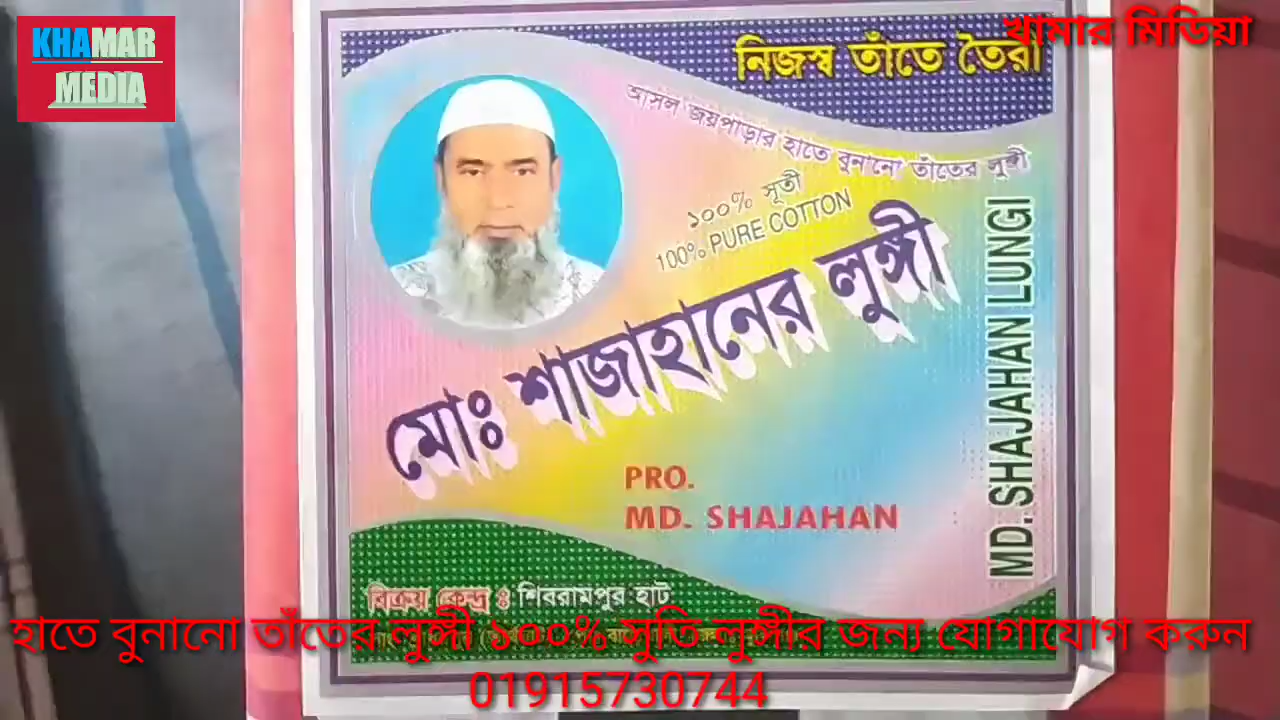 KHAMAR
MEDIA
খামার মিডিয়া
নিজস্ব তাঁতে তৈরী
আসল জয়পাড়ার হাতে বুনানো তাঁতের লুঙ্গী
১০০% সূতী
100% PURE COTTON
মোঃ শাজাহানের লুঙ্গী
MD. SHAJAHAN LUNGI
PRO.
MD. SHAJAHAN
বিক্রয় কেন্দ্র ঃ শিবরামপুর হাট
হাতে বুনানো তাঁতের লুঙ্গী ১০০% সুতি লুঙ্গীর জন্য যোগাযোগ করুন
01915730744